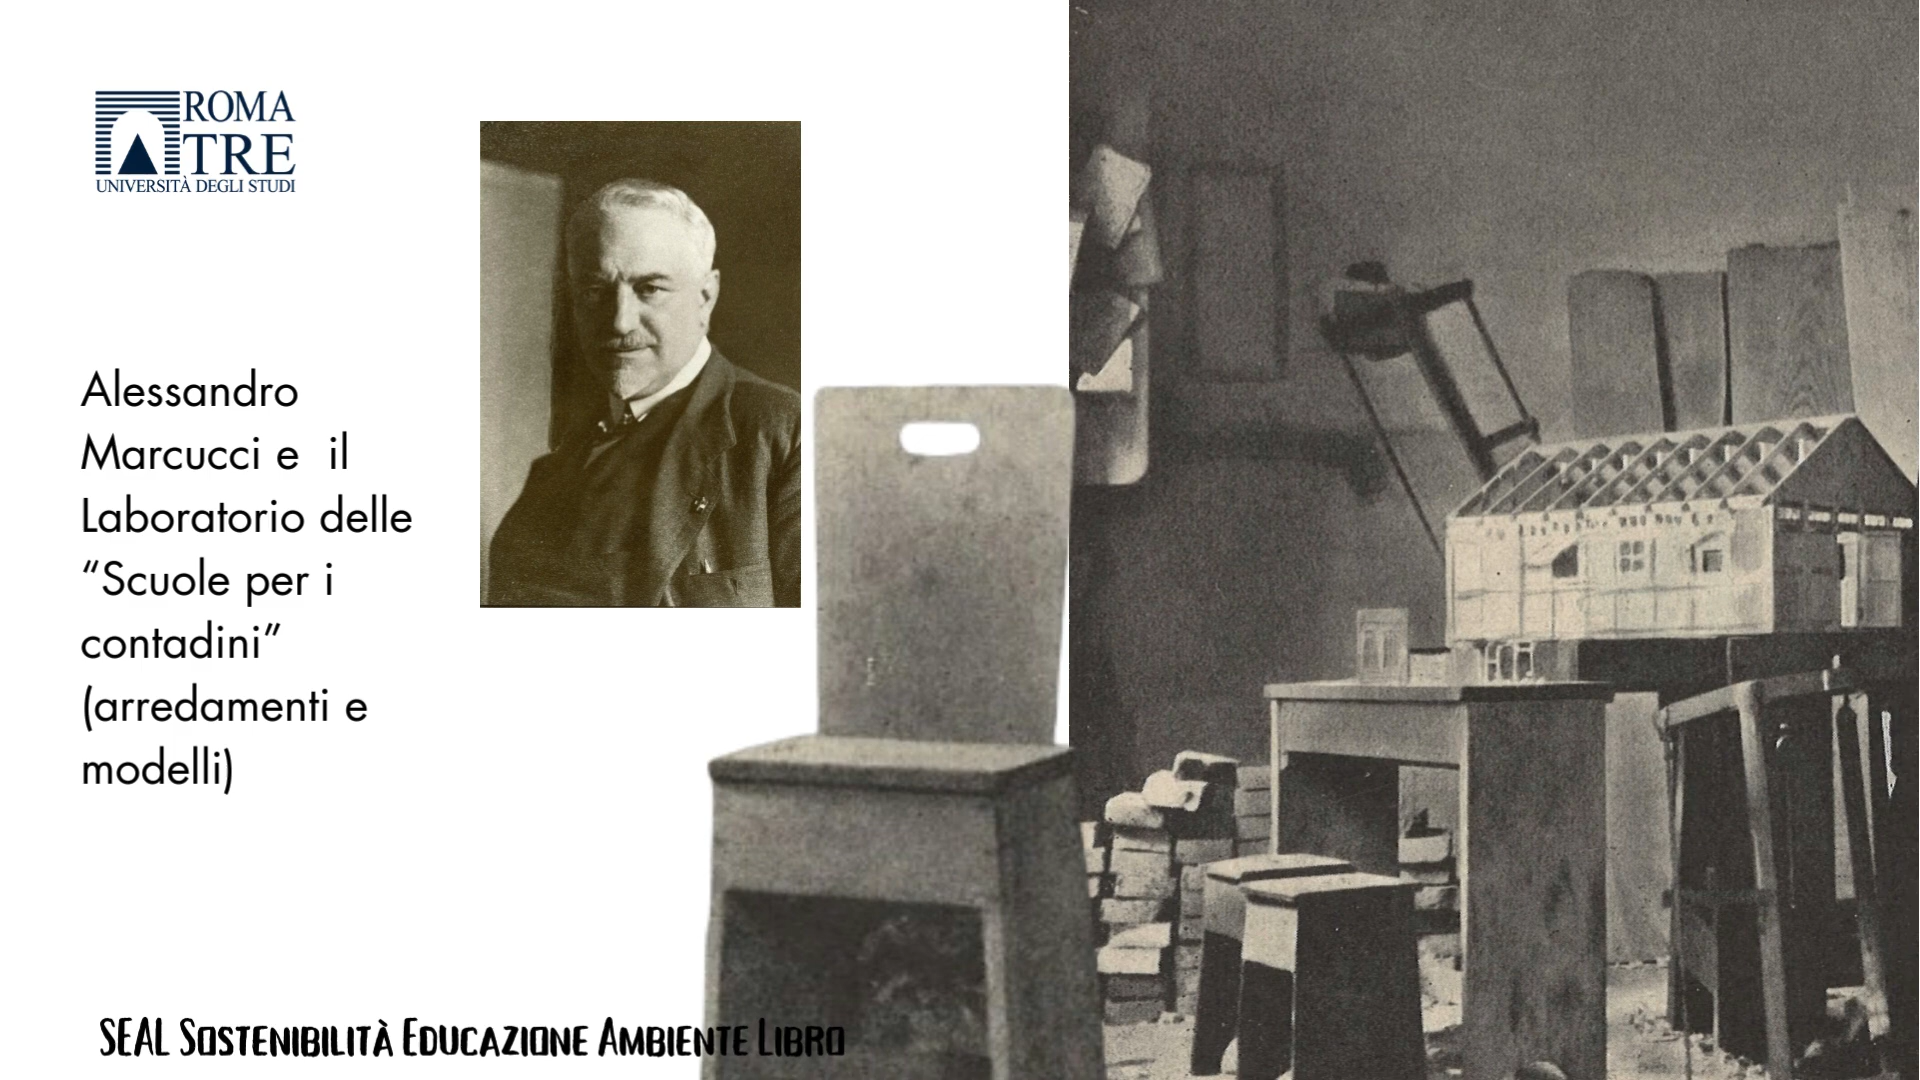 ROMA
TRE
UNIVERSITÀ DEGLI STUDI
Alessandro
Marcucci e il
Laboratorio delle
“Scuole per i
contadini”
(arredamenti e
modelli)
SEAL SOSTENIBILITÀ EDUCAZIONE AMBIENTE LIBRO